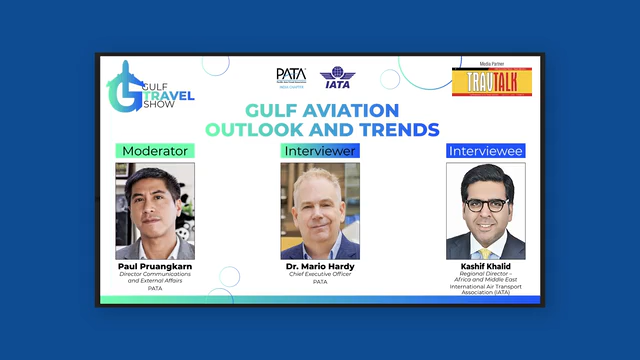 GULF
TRAVEL
SHOW
PATA
IATA
Media Partner
TRAVTALK
GULF AVIATION
OUTLOOK AND TRENDS
Moderator
Interviewer
Interviewee
Paul Pruangkarn
Director Communications
and External Affairs
PATA
Dr. Mario Hardy
Chief Executive Officer
PATA
Kashif Khalid
Regional Director –
Africa and Middle East
International Air Transport
Association (IATA)